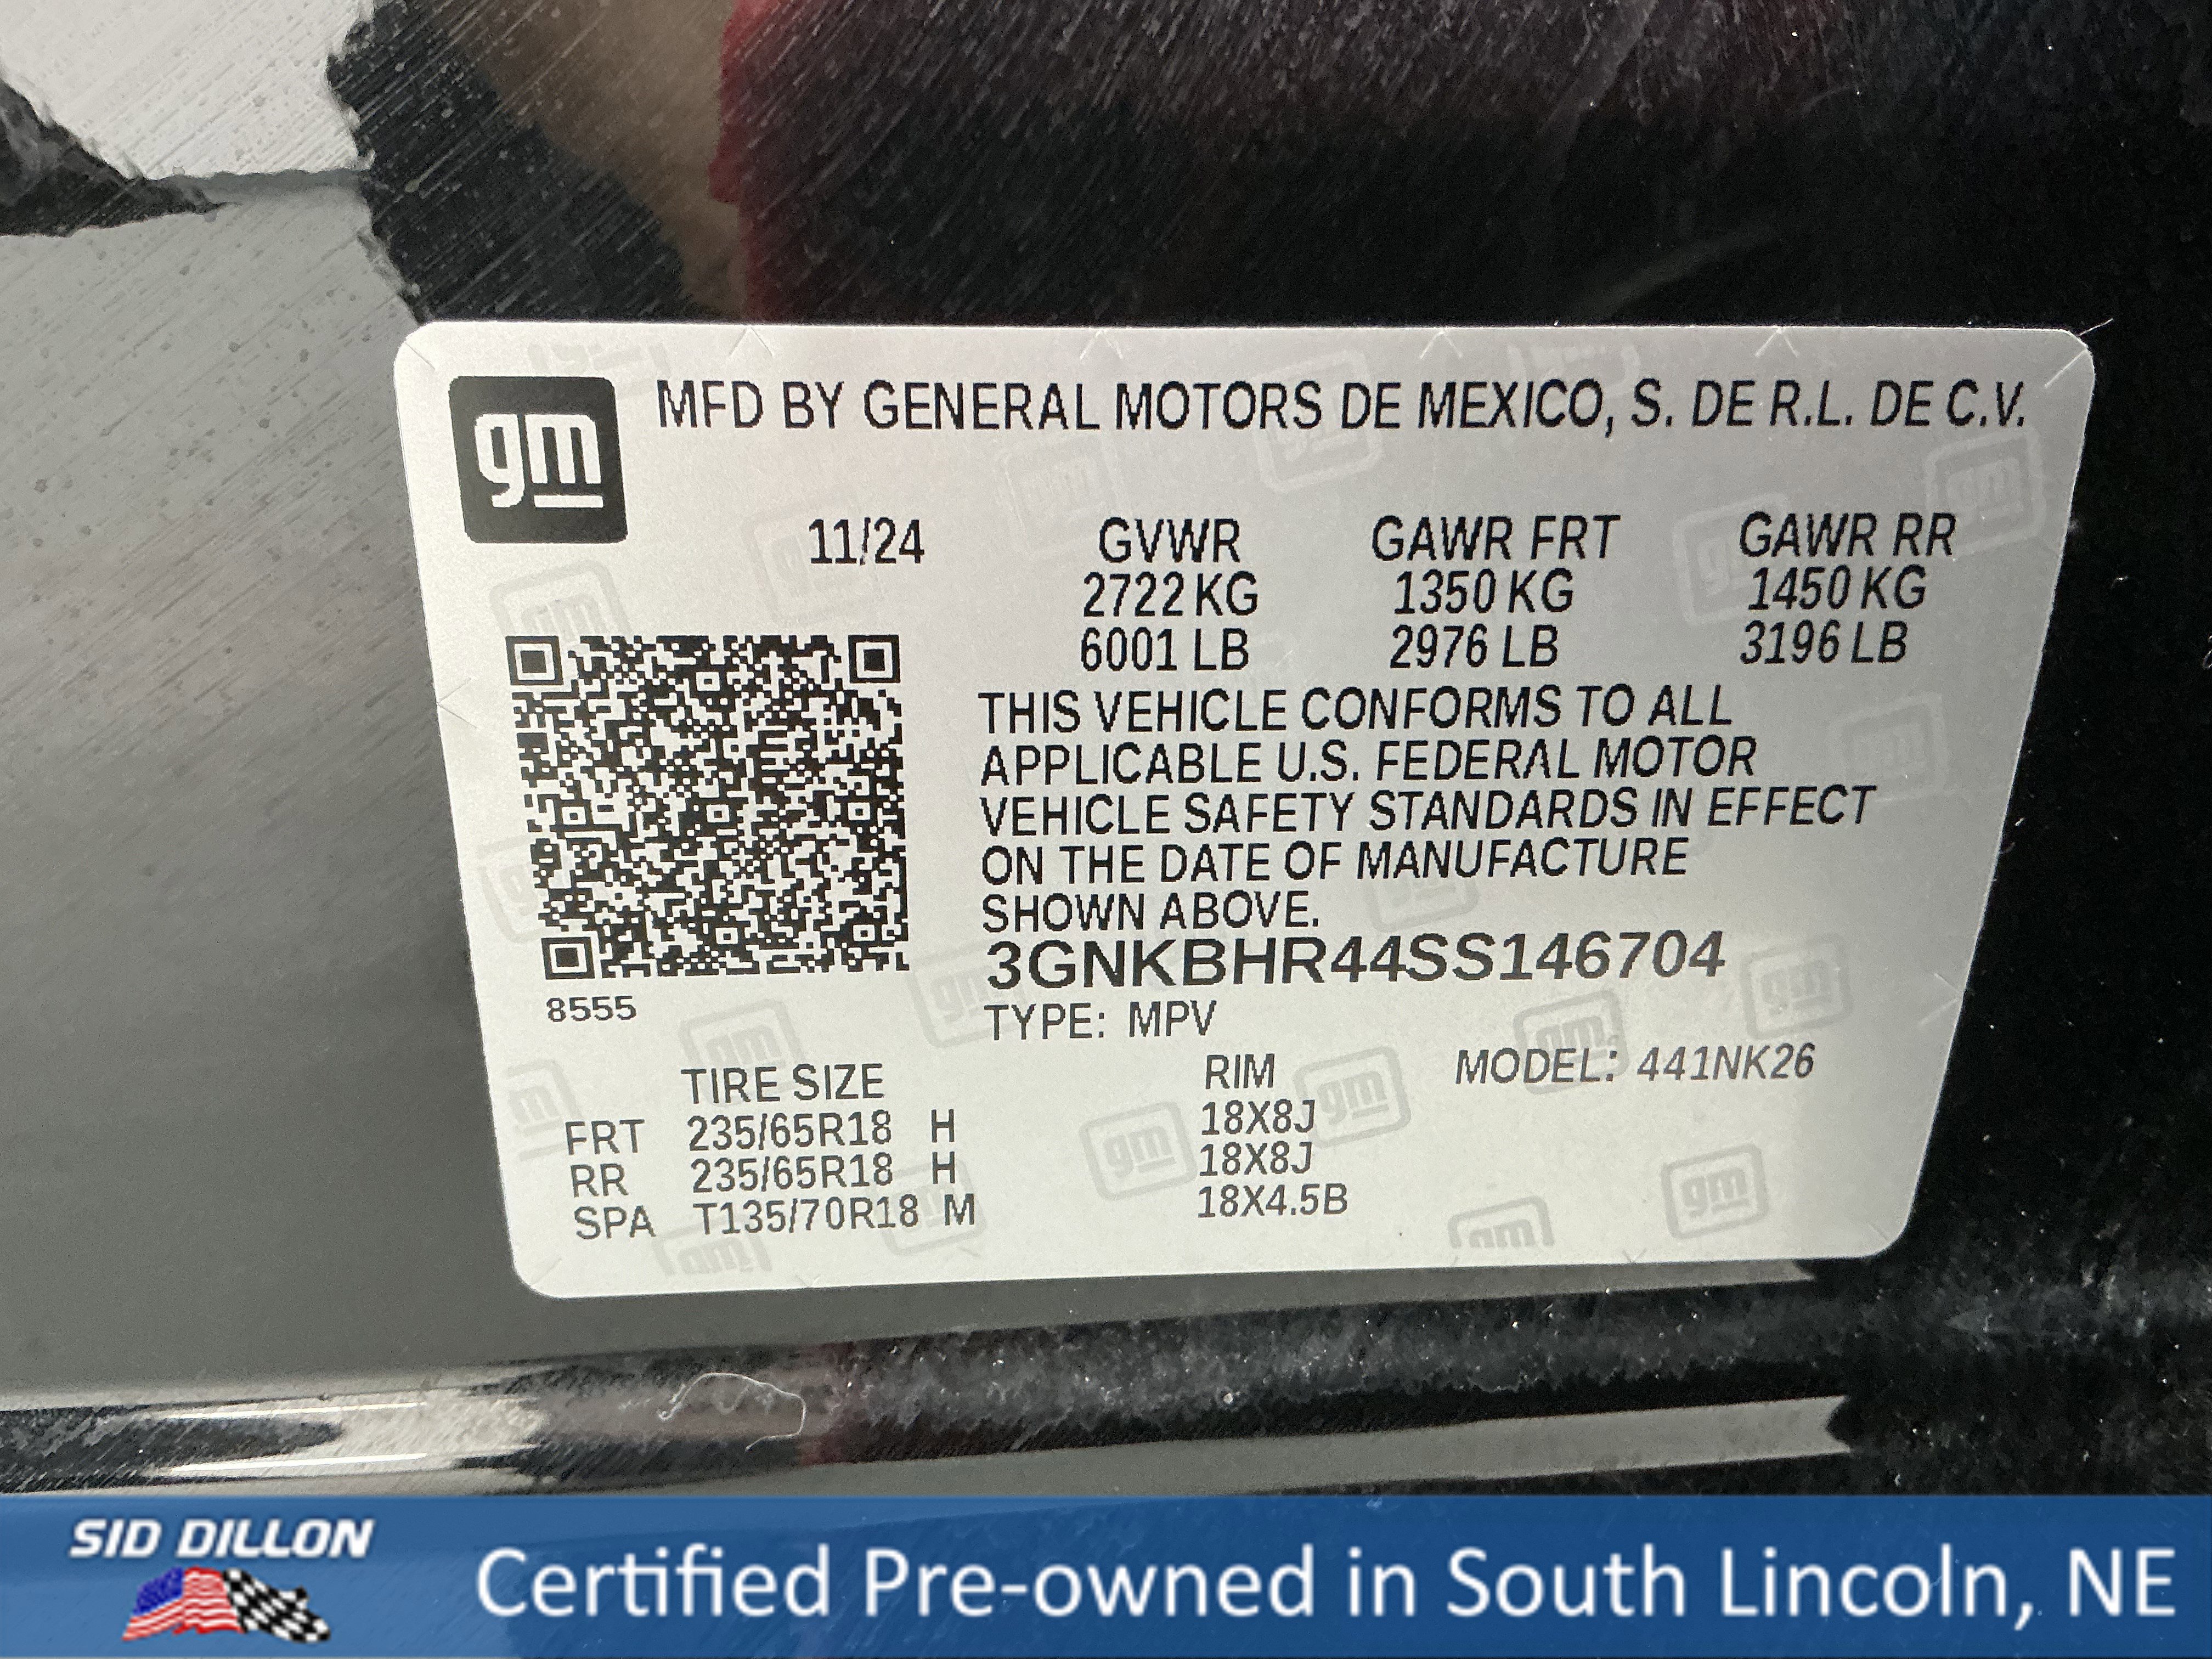 gm
MFD BY GENERAL MOTORS DE MEXICO, S. DE R.L. DE C.V.
11/24 GVWR GAWR FRT GAWR RR
2722 KG 1350 KG 1450 KG
6001 LB 2976 LB 3196 LB
THIS VEHICLE CONFORMS TO ALL
APPLICABLE U.S. FEDERAL MOTOR
VEHICLE SAFETY STANDARDS IN EFFECT
ON THE DATE OF MANUFACTURE
SHOWN ABOVE.
3GNKBHR44SS146704
8555
TYPE: MPV
TIRE SIZE RIM MODEL: 441NK26
FRT 235/65R18 H 18X8J
RR 235/65R18 H 18X8J
SPA T135/70R18 M 18X4.5B
SID DILLON
Certified Pre-owned in South Lincoln, NE